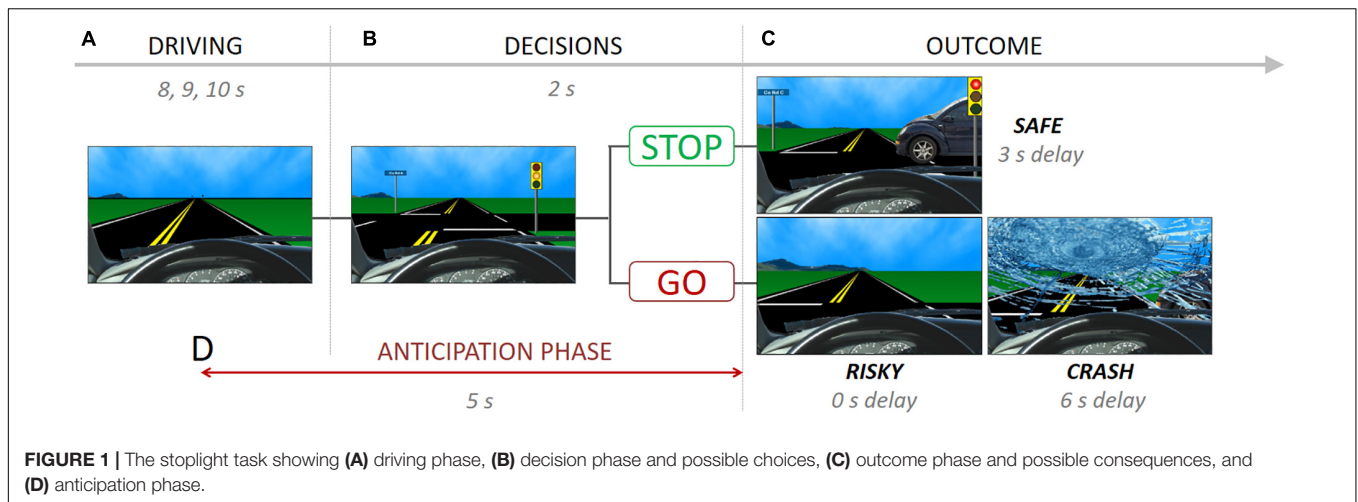 A DRIVING B DECISIONS C OUTCOME
8, 9, 10 s 2 s
STOP
SAFE
3 s delay
GO
D ANTICIPATION PHASE
5 s
RISKY CRASH
0 s delay 6 s delay
FIGURE 1 | The stoplight task showing (A) driving phase, (B) decision phase and possible choices, (C) outcome phase and possible consequences, and
(D) anticipation phase.